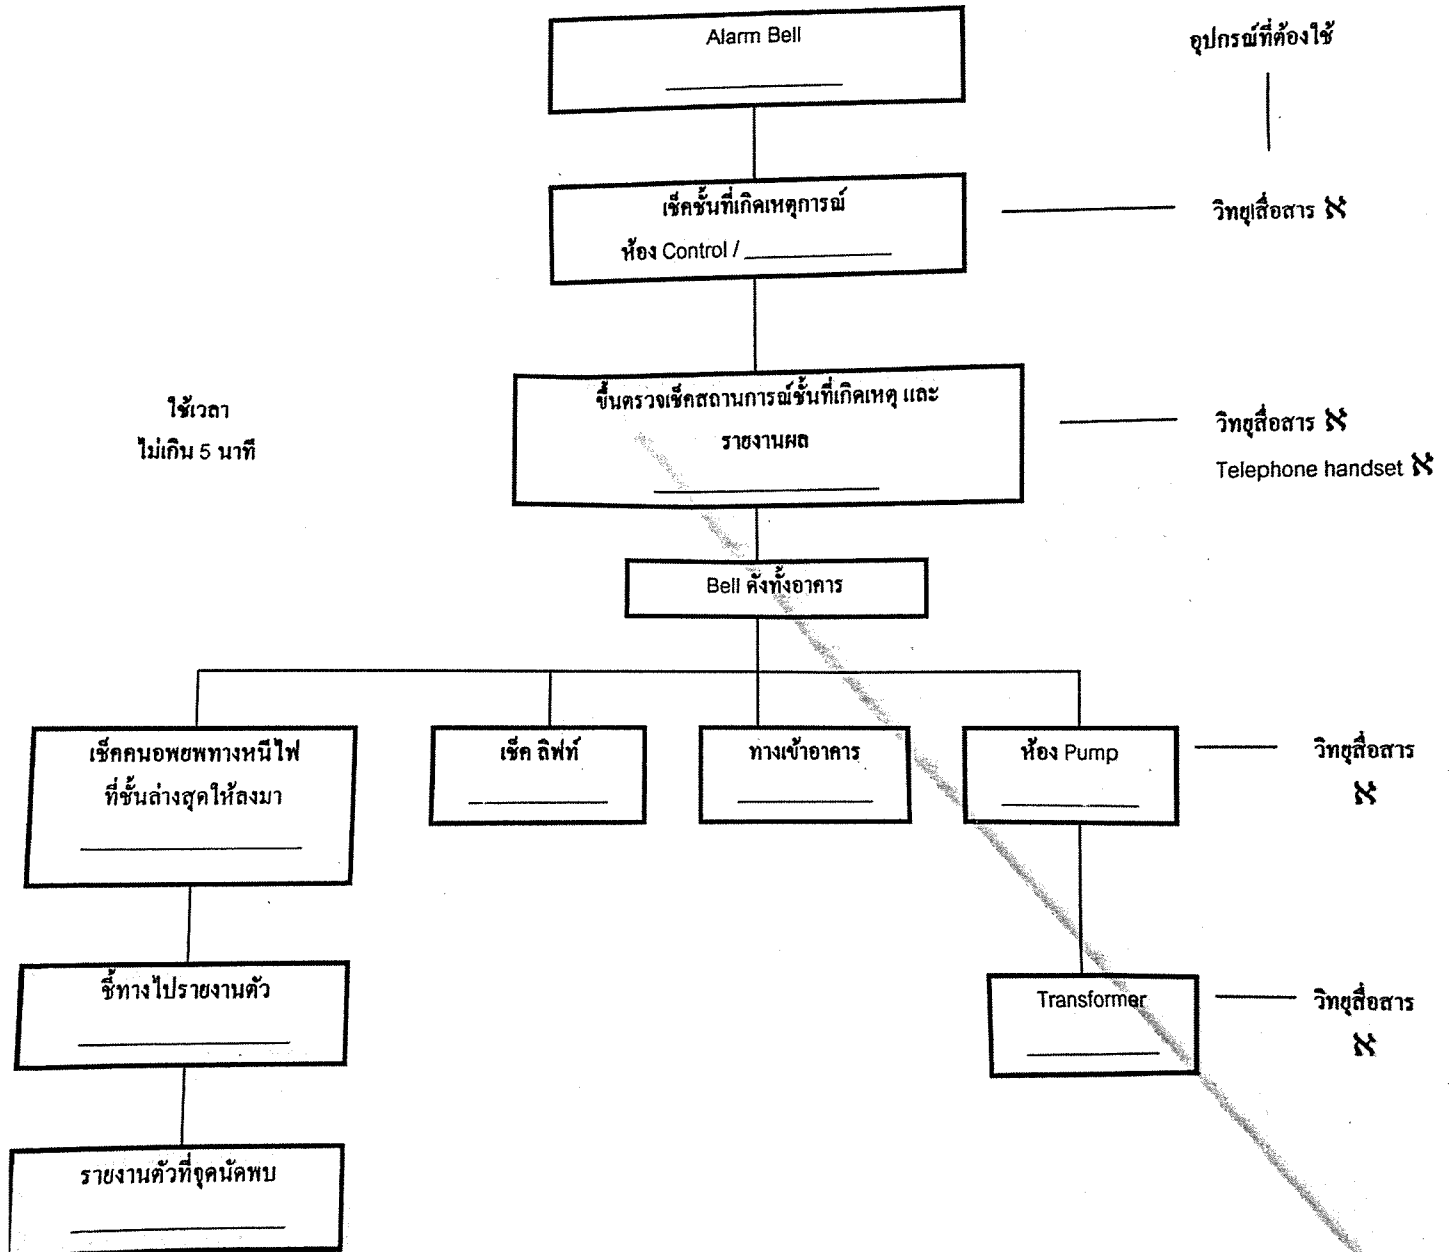 Alarm Bell
อุปกรณ์ที่ต้องใช้
เช็คชั้นที่เกิดเหตุการณ์
ห้อง Control / ____________
วิทยุสื่อสาร ℵ
ใช้เวลา
ไม่เกิน 5 นาที
ขึ้นตรวจเช็คสถานการณ์ชั้นที่เกิดเหตุ และ
รายงานผล
วิทยุสื่อสาร ℵ
Telephone handset ℵ
Bell ดังทั้งอาคาร
เช็คคนอพยพทางหนีไฟ
ที่ชั้นล่างสุดให้ลงมา
เช็ค ลิฟท์
ทางเข้าอาคาร
ห้อง Pump
วิทยุสื่อสาร
ℵ
ชี้ทางไปรายงานตัว
Transformer
วิทยุสื่อสาร
ℵ
รายงานตัวที่จุดนัดพบ